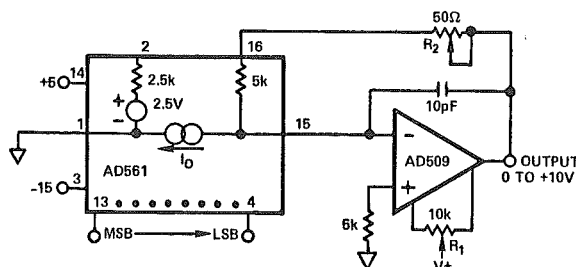 50Ω
R2
2
16
14
+5
2.5k
5k
+
-
2.5V
10pF
1
15
IO
-
AD509
+
OUTPUT
0 TO +10V
AD561
3
-15
13
4
6k
10k
R1
V+
MSB
LSB